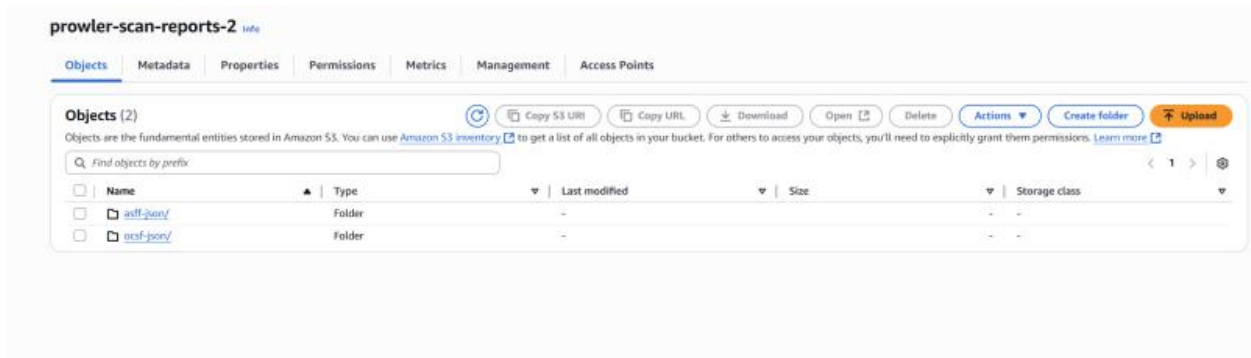 prowler-scan-reports-2 Info
Objects Metadata Properties Permissions Metrics Management Access Points
Objects (2) Copy S3 URI Copy URL Download Open Delete Actions Create folder Upload
Objects are the fundamental entities stored in Amazon S3. You can use Amazon S3 inventory to get a list of all objects in your bucket. For others to access your objects, you'll need to explicitly grant them permissions. Learn more
Find objects by prefix 1
Name Type Last modified Size Storage class
asff-json/ Folder - - -
ocsf-json/ Folder - - -